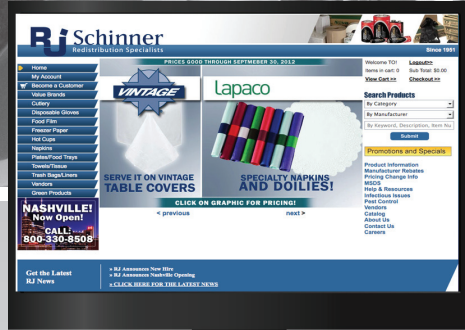 RJ Schinner
Redistribution Specialists
Since 1951
Home
My Account
Become a Customer
Value Brands
Cutlery
Disposable Gloves
Food Film
Freezer Paper
Hot Cups
Napkins
Plates/Food Trays
Towels/Tissue
Trash Bags/Liners
Vendors
Green Products
NASHVILLE!
Now Open!
CALL:
800-330-8508
PRICES GOOD THROUGH SEPTMEBER 30, 2012
VINTAGE
Lapaco
SERVE IT ON VINTAGE
TABLE COVERS
SPECIALTY NAPKINS
AND DOILIES!
CLICK ON GRAPHIC FOR PRICING!
< previous
next >
Welcome TO!
Logout>>
Items in cart: 0
Sub Total: $0.00
View Cart >>
Checkout >>
Search Products
By Category
By Manufacturer
By Keyword, Description, Item Nu
Submit
Promotions and Specials
Product Information
Manufacturer Rebates
Pricing Change Info
MSDS
Help & Resources
Infectious Issues
Pest Control
Vendors
Catalog
About Us
Contact Us
Careers
Get the Latest
RJ News
» RJ Announces New Hire
» RJ Announces Nashville Opening
» CLICK HERE FOR THE LATEST NEWS